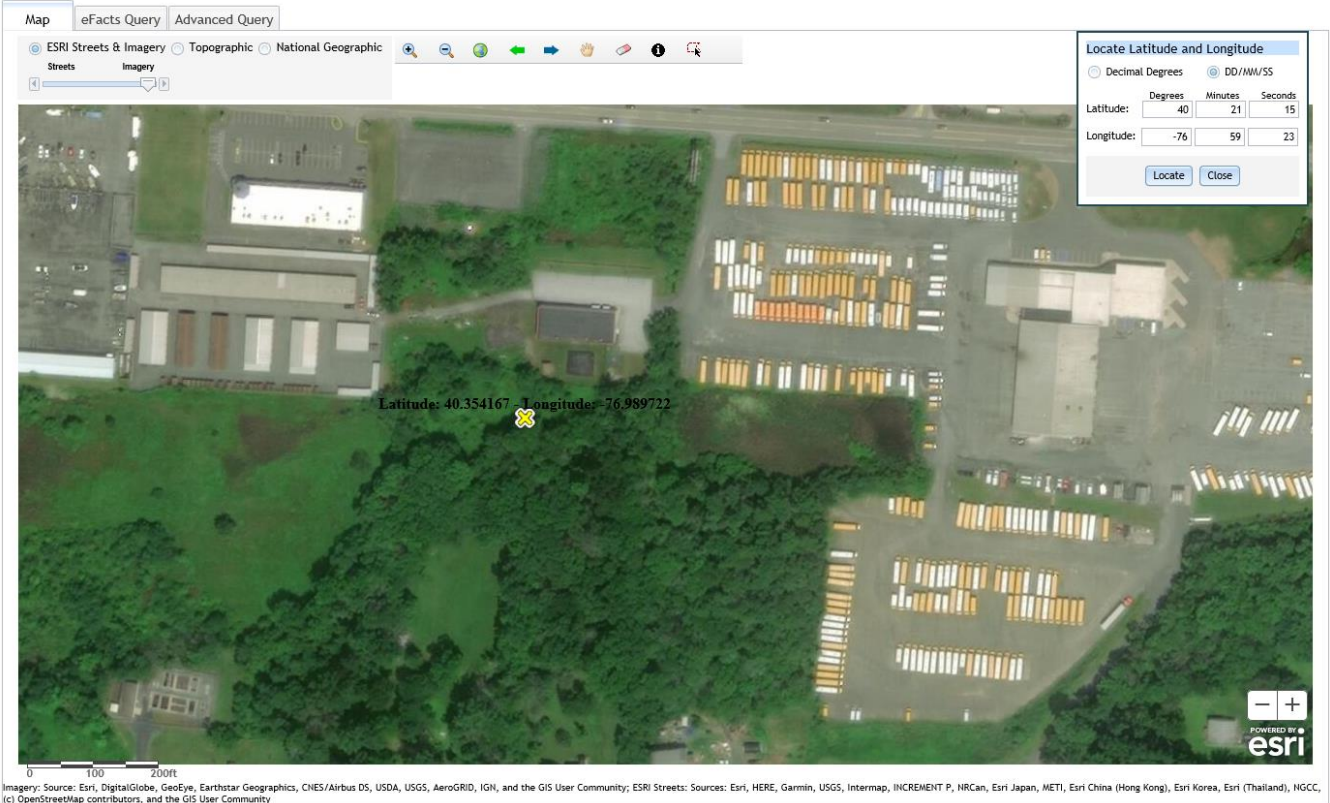 Map eFacts Query Advanced Query
ESRI Streets & Imagery Topographic National Geographic
Streets Imagery
Locate Latitude and Longitude
Decimal Degrees DD/MM/SS
Degrees Minutes Seconds
Latitude: 40 21 15
Longitude: -76 59 23
Locate Close
Latitude: 40.354167 - Longitude: -76.989722
POWERED BY
esri
0 100 200ft
Imagery: Source: Esri, DigitalGlobe, GeoEye, Earthstar Geographics, CNES/Airbus DS, USDA, USGS, AeroGRID, IGN, and the GIS User Community; ESRI Streets: Sources: Esri, HERE, Garmin, USGS, Intermap, INCREMENT P, NRCan, Esri Japan, METI, Esri China (Hong Kong), Esri Korea, Esri (Thailand), NGCC,
(c) OpenStreetMap contributors, and the GIS User Community